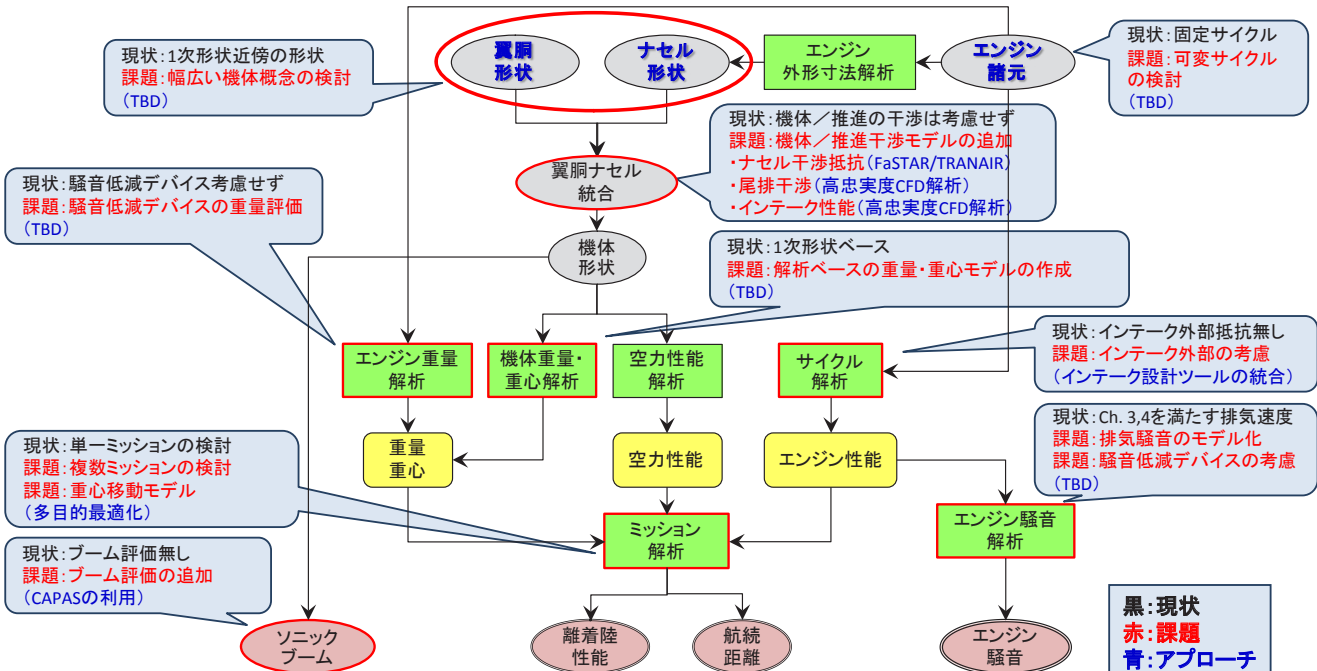 翼胴
形状
ナセル
形状
エンジン
外形寸法解析
エンジン
諸元
現状：1次形状近傍の形状
課題：幅広い機体概念の検討
（TBD）
現状：固定サイクル
課題：可変サイクル
の検討
（TBD）
現状：機体／推進の干渉は考慮せず
課題：機体／推進干渉モデルの追加
・ナセル干渉抵抗（FaSTAR/TRANAIR）
・尾排干渉（高忠実度CFD解析）
・インテーク性能（高忠実度CFD解析）
翼胴ナセル
統合
現状：騒音低減デバイス考慮せず
課題：騒音低減デバイスの重量評価
（TBD）
機体
形状
現状：1次形状ベース
課題：解析ベースの重量・重心モデルの作成
（TBD）
エンジン重量
解析
機体重量・
重心解析
空力性能
解析
サイクル
解析
現状：インテーク外部抵抗無し
課題：インテーク外部の考慮
（インテーク設計ツールの統合）
現状：単一ミッションの検討
課題：複数ミッションの検討
課題：重心移動モデル
（多目的最適化）
重量
重心
空力性能
エンジン性能
現状：Ch. 3,4を満たす排気速度
課題：排気騒音のモデル化
課題：騒音低減デバイスの考慮
（TBD）
ミッション
解析
エンジン騒音
解析
現状：ブーム評価無し
課題：ブーム評価の追加
（CAPASの利用）
ソニック
ブーム
離着陸
性能
航続
距離
エンジン
騒音
黒：現状
赤：課題
青：アプローチ